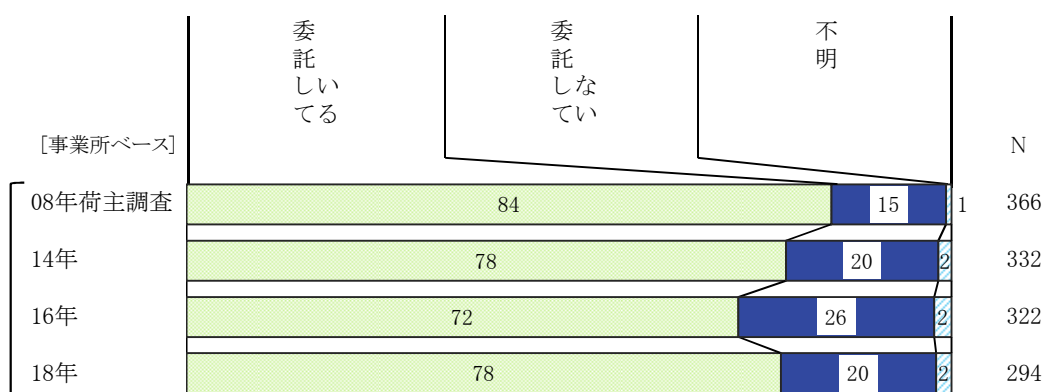 委託しているい
委託しなていい
不明
[事業所ベース]
N
08年荷主調査
84
15
1
366
14年
78
20
2
332
16年
72
26
2
322
18年
78
20
2
294